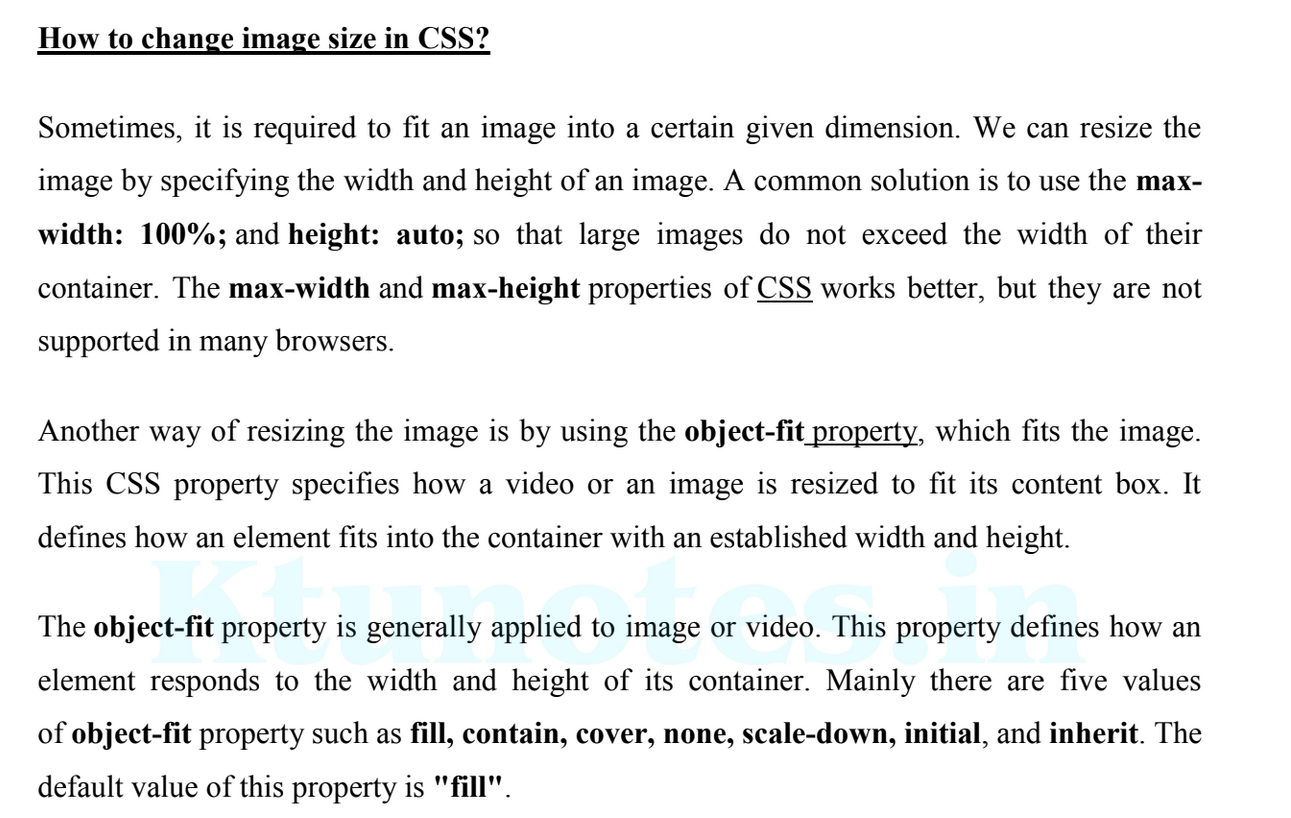 How to change image size in CSS?
Sometimes, it is required to fit an image into a certain given dimension. We can resize the
image by specifying the width and height of an image. A common solution is to use the max-
width: 100%; and height: auto; so that large images do not exceed the width of their
container. The max-width and max-height properties of CSS works better, but they are not
supported in many browsers.
Another way of resizing the image is by using the object-fit property, which fits the image.
This CSS property specifies how a video or an image is resized to fit its content box. It
defines how an element fits into the container with an established width and height.
Ktunotes.in
The object-fit property is generally applied to image or video. This property defines how an
element responds to the width and height of its container. Mainly there are five values
of object-fit property such as fill, contain, cover, none, scale-down, initial, and inherit. The
default value of this property is "fill".